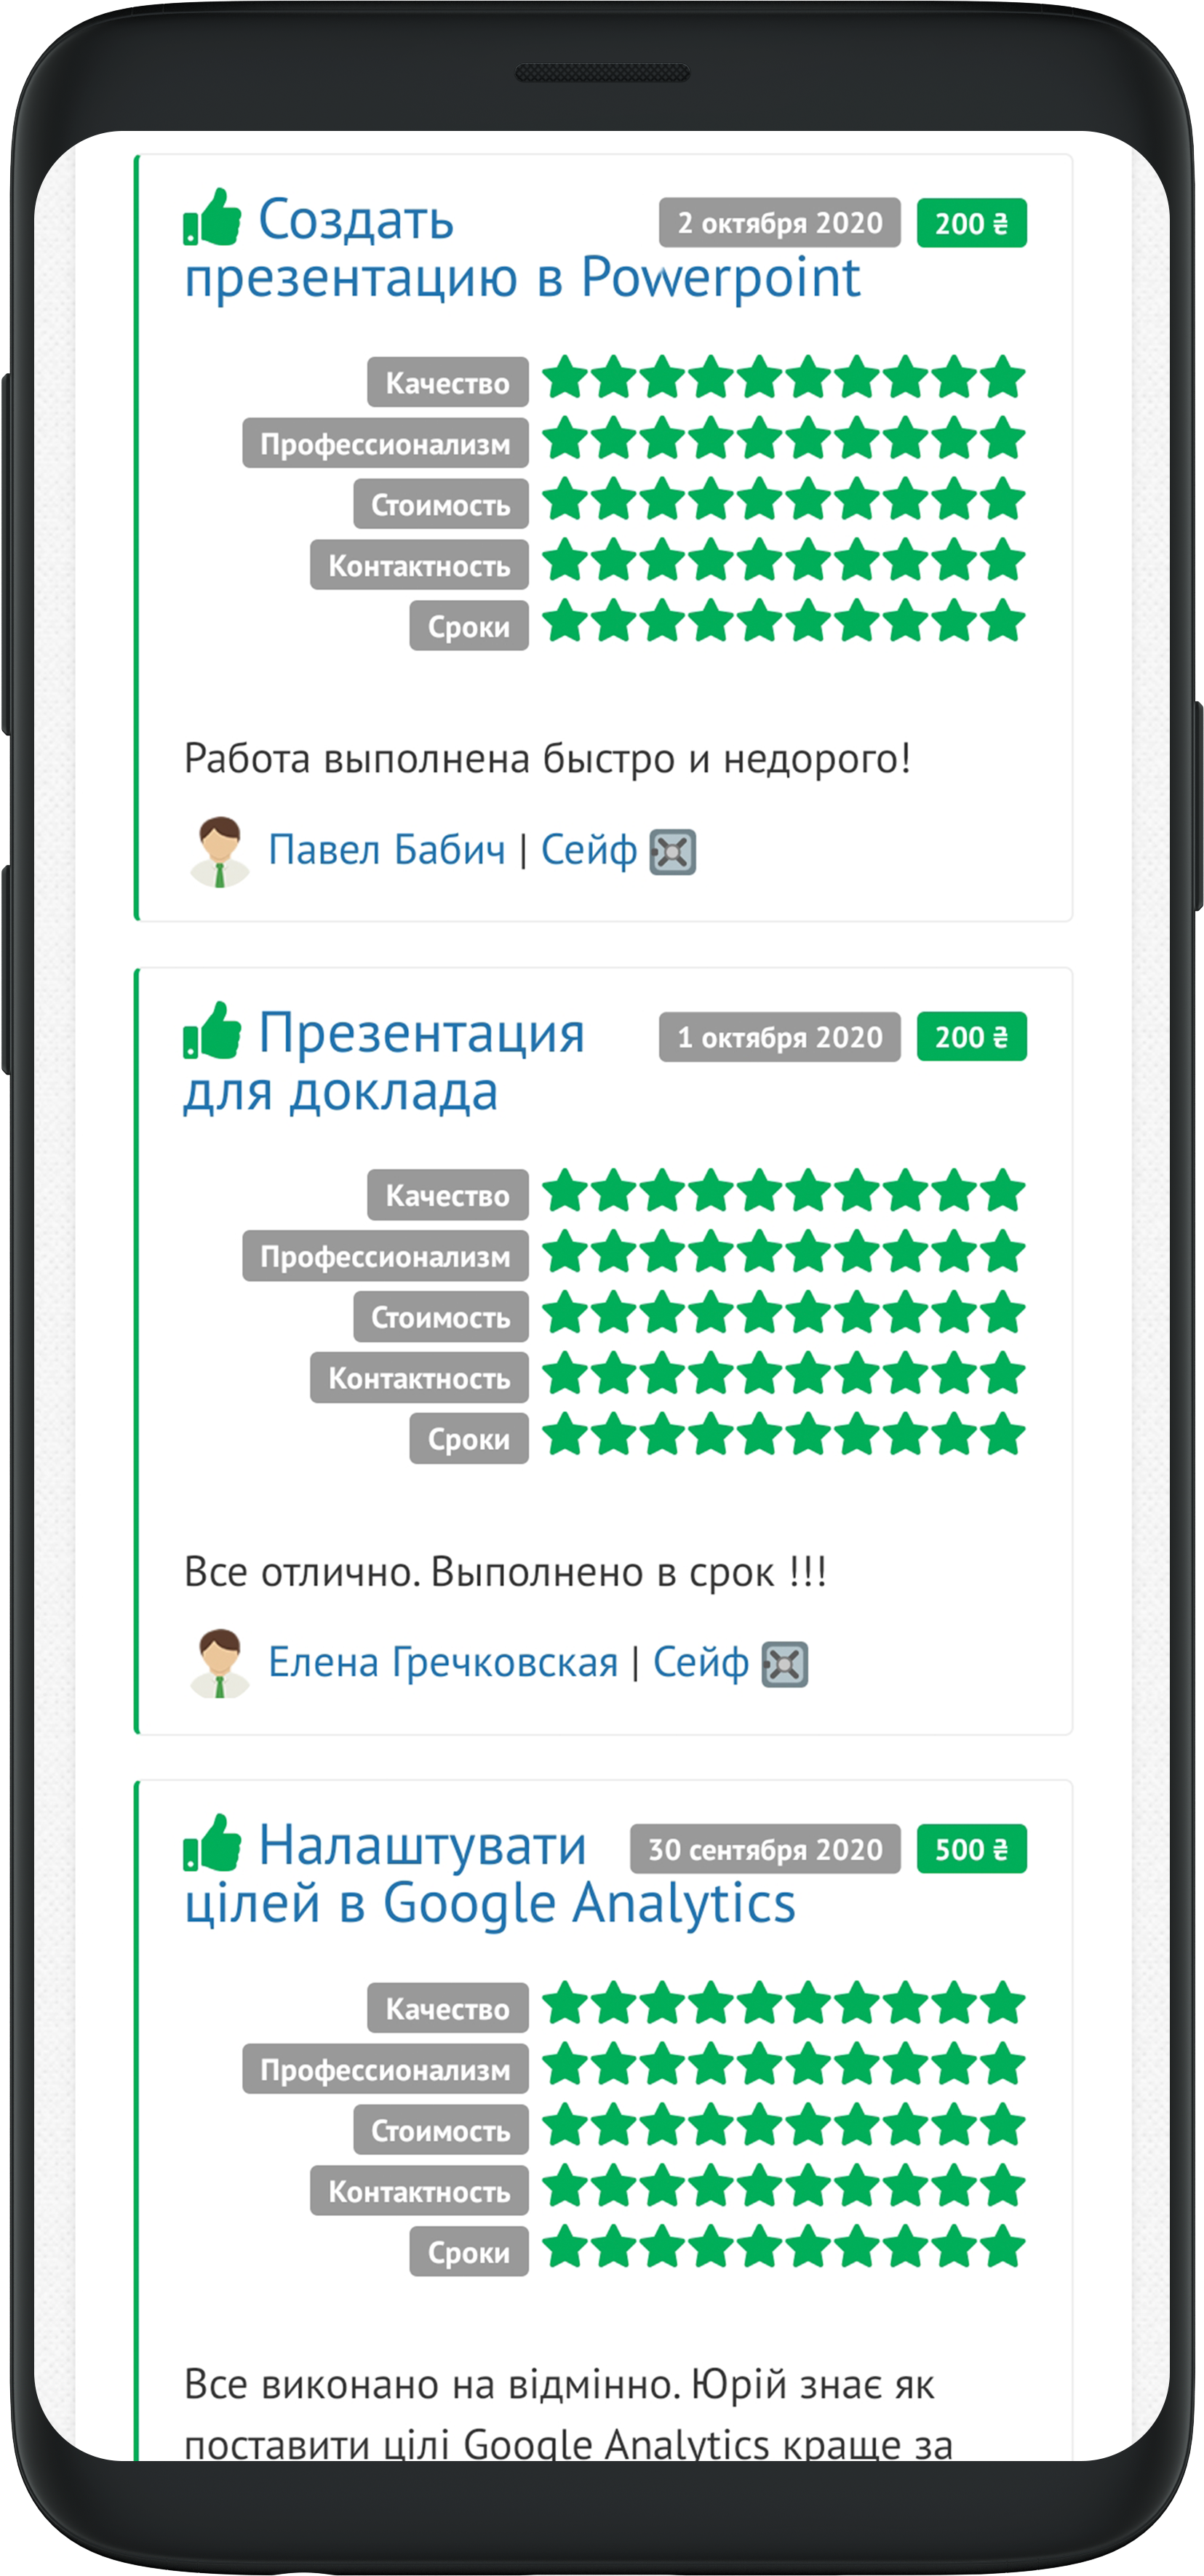 Создать 2 октября 2020 200 ₴
презентацию в Powerpoint
Качество
Профессионализм
Стоимость
Контактность
Сроки
Работа выполнена быстро и недорого!
Павел Бабич | Сейф
Презентация 1 октября 2020 200 ₴
для доклада
Качество
Профессионализм
Стоимость
Контактность
Сроки
Все отлично. Выполнено в срок !!!
Елена Гречковская | Сейф
Налаштувати 30 сентября 2020 500 ₴
цілей в Google Analytics
Качество
Профессионализм
Стоимость
Контактность
Сроки
Все виконано на відмінно. Юрій знає як
поставити цілі Google Analytics краще за